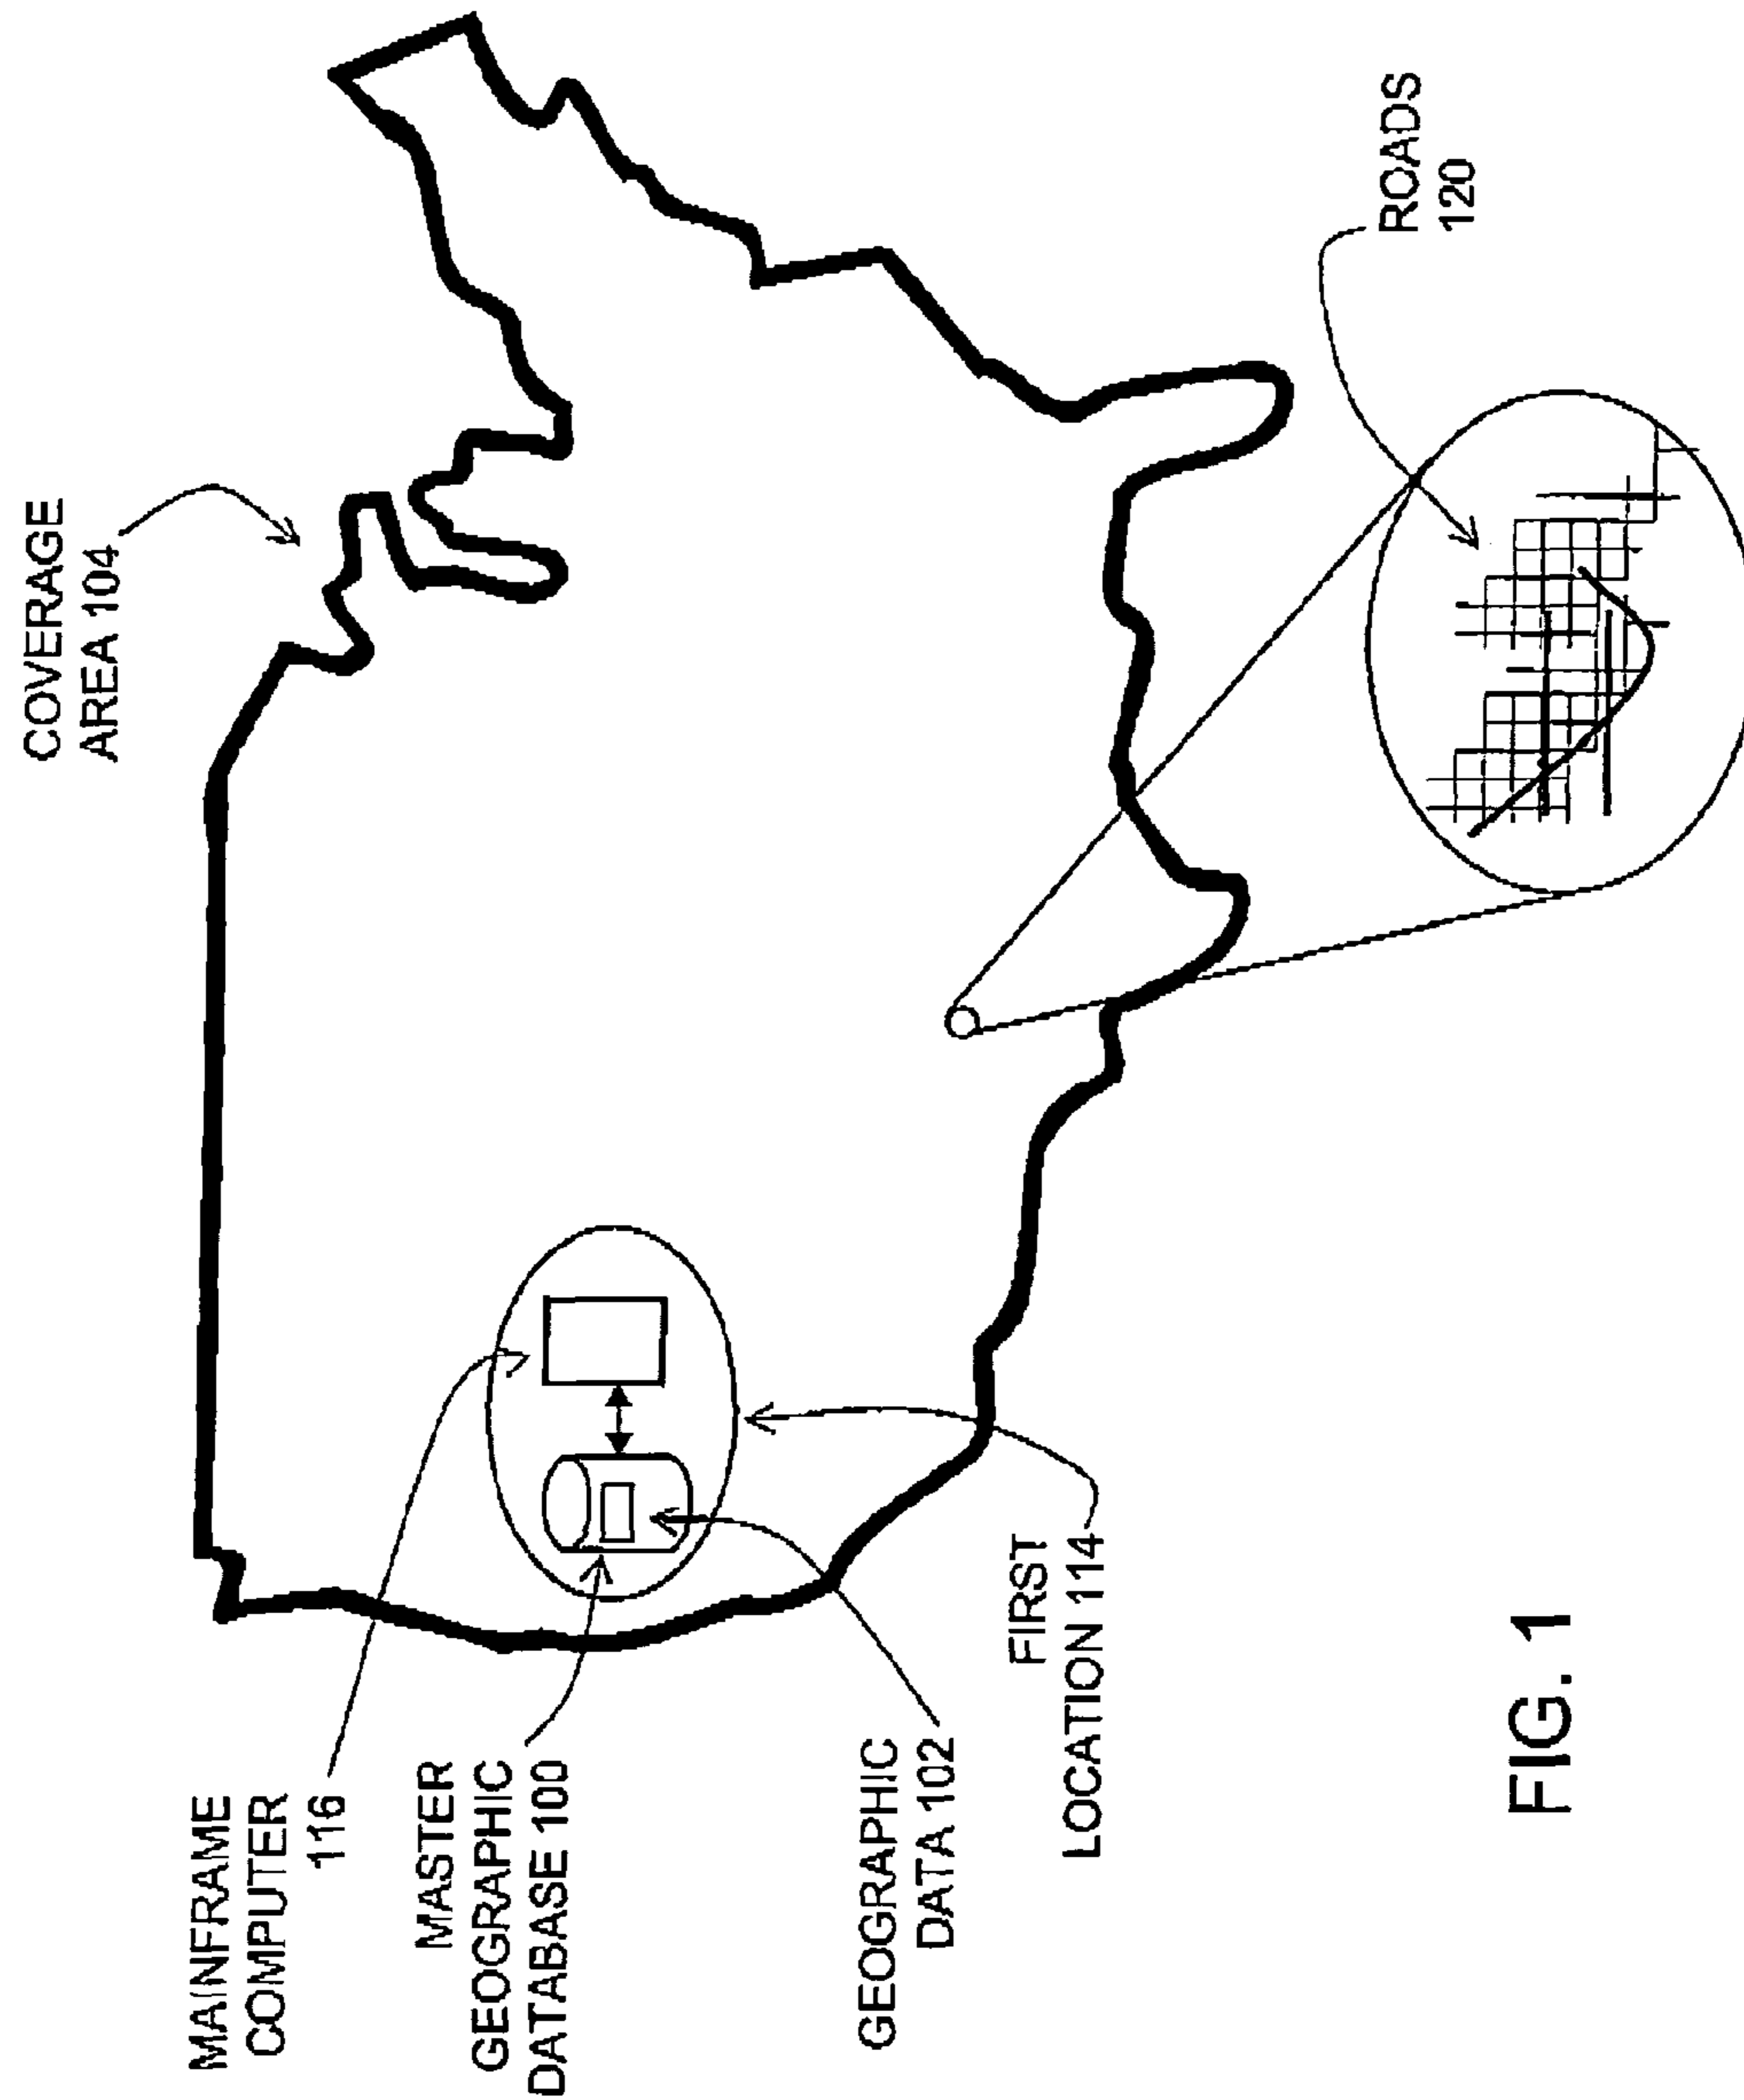 COVERAGE
AREA 104
MAINFRAME
COMPUTER
116
MASTER
GEOGRAPHIC
DATABASE 100
GEOGRAPHIC
DATA 102
FIRST
LOCATION 114
ROADS
120
FIG. 1